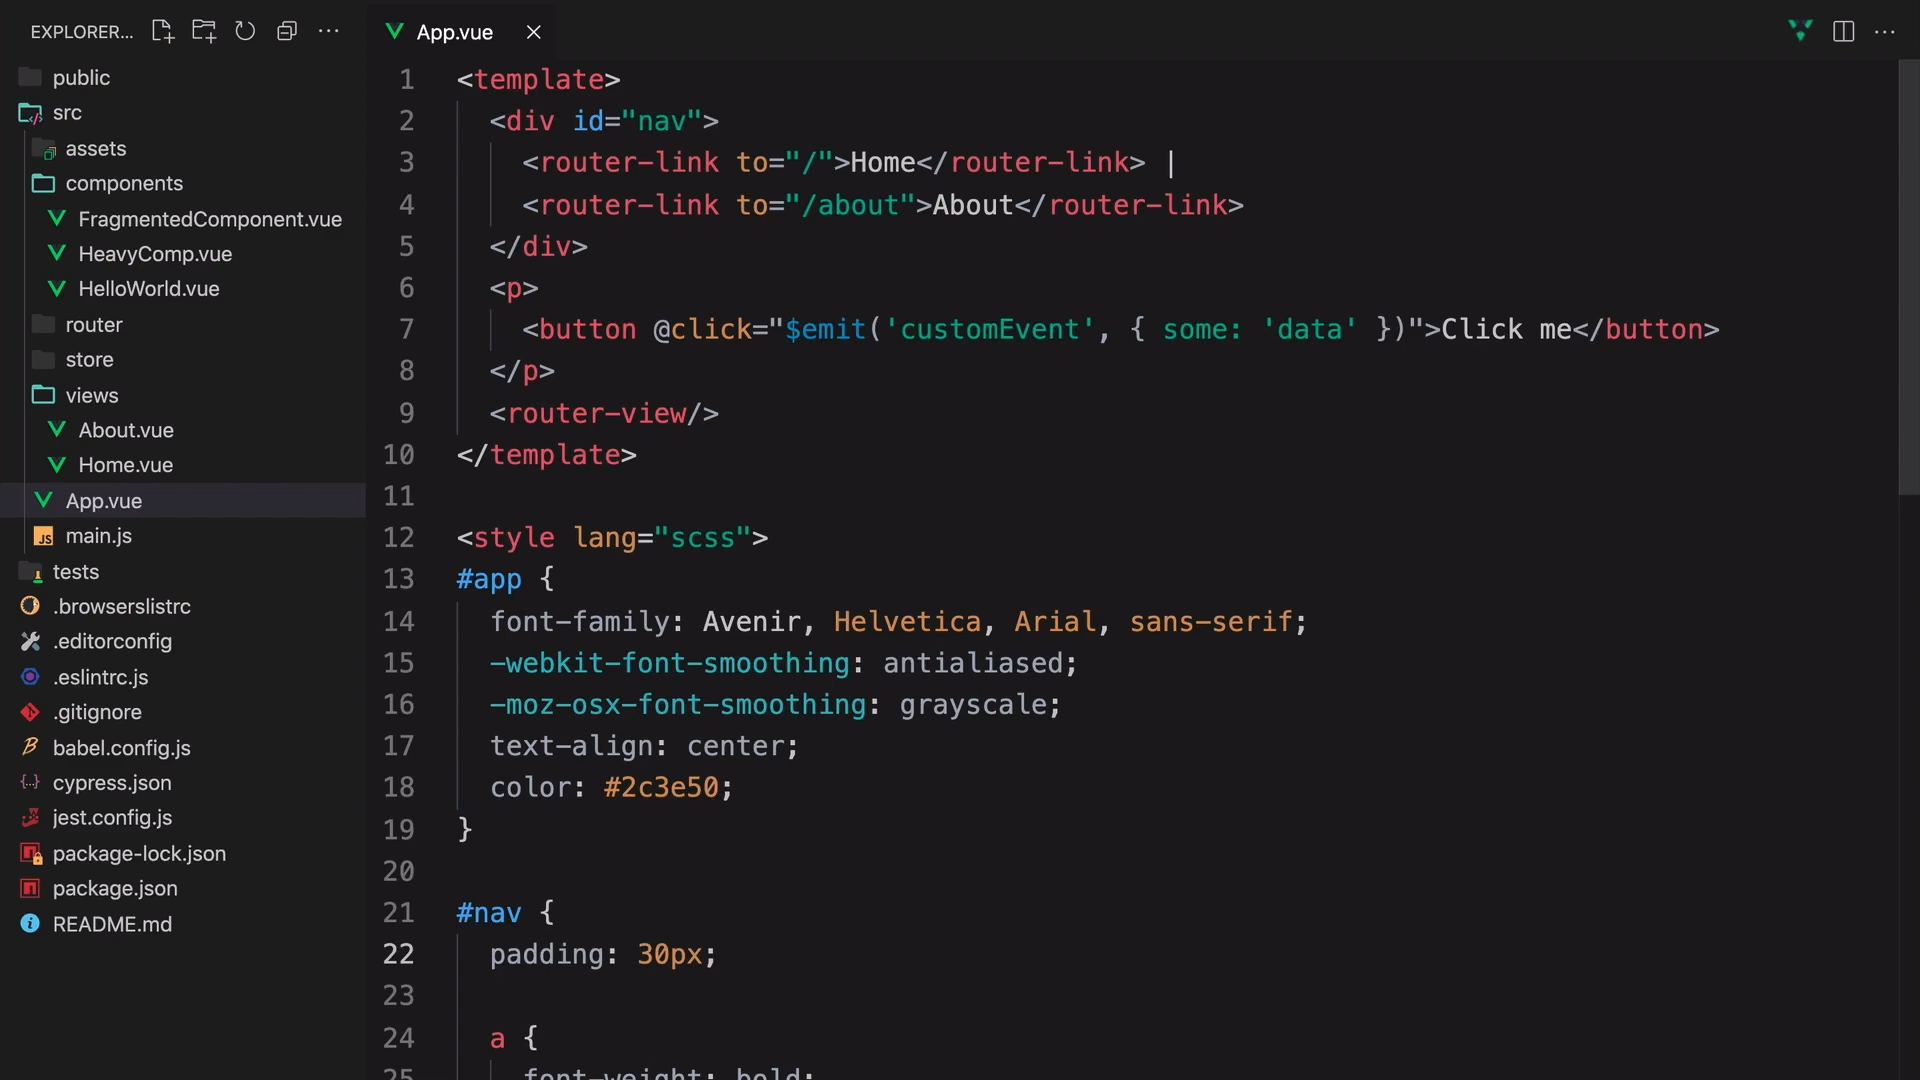 EXPLORER...
public
src
assets
components
FragmentedComponent.vue
HeavyComp.vue
HelloWorld.vue
router
store
views
About.vue
Home.vue
App.vue
main.js
tests
.browserslistrc
.editorconfig
.eslintrc.js
.gitignore
babel.config.js
cypress.json
jest.config.js
package-lock.json
package.json
README.md
App.vue
1 <template>
2 <div id="nav">
3 <router-link to="/">Home</router-link> |
4 <router-link to="/about">About</router-link>
5 </div>
6 <p>
7 <button @click="$emit('customEvent', { some: 'data' })">Click me</button>
8 </p>
9 <router-view/>
10 </template>
11
12 <style lang="scss">
13 #app {
14 font-family: Avenir, Helvetica, Arial, sans-serif;
15 -webkit-font-smoothing: antialiased;
16 -moz-osx-font-smoothing: grayscale;
17 text-align: center;
18 color: #2c3e50;
19 }
20
21 #nav {
22 padding: 30px;
23
24 a {
25 font-weight: bold;